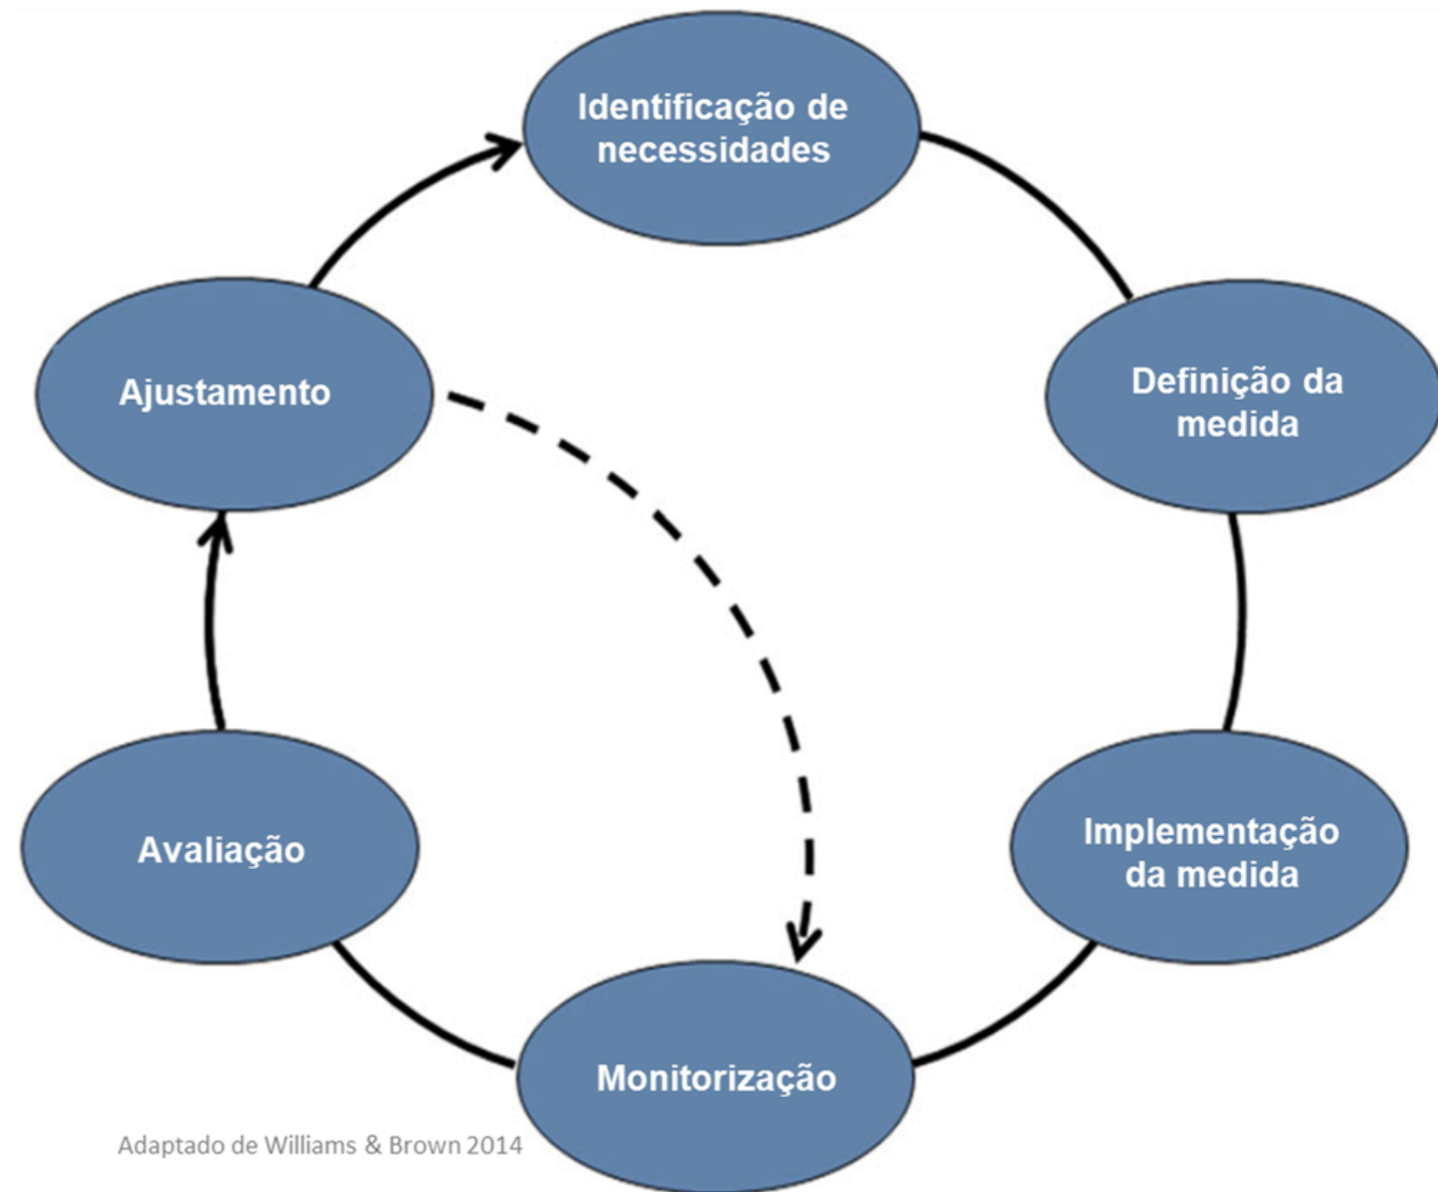 Identificação de
necessidades
Definição da
medida
Implementação
da medida
Monitorização
Avaliação
Ajustamento
Adaptado de Williams & Brown 2014